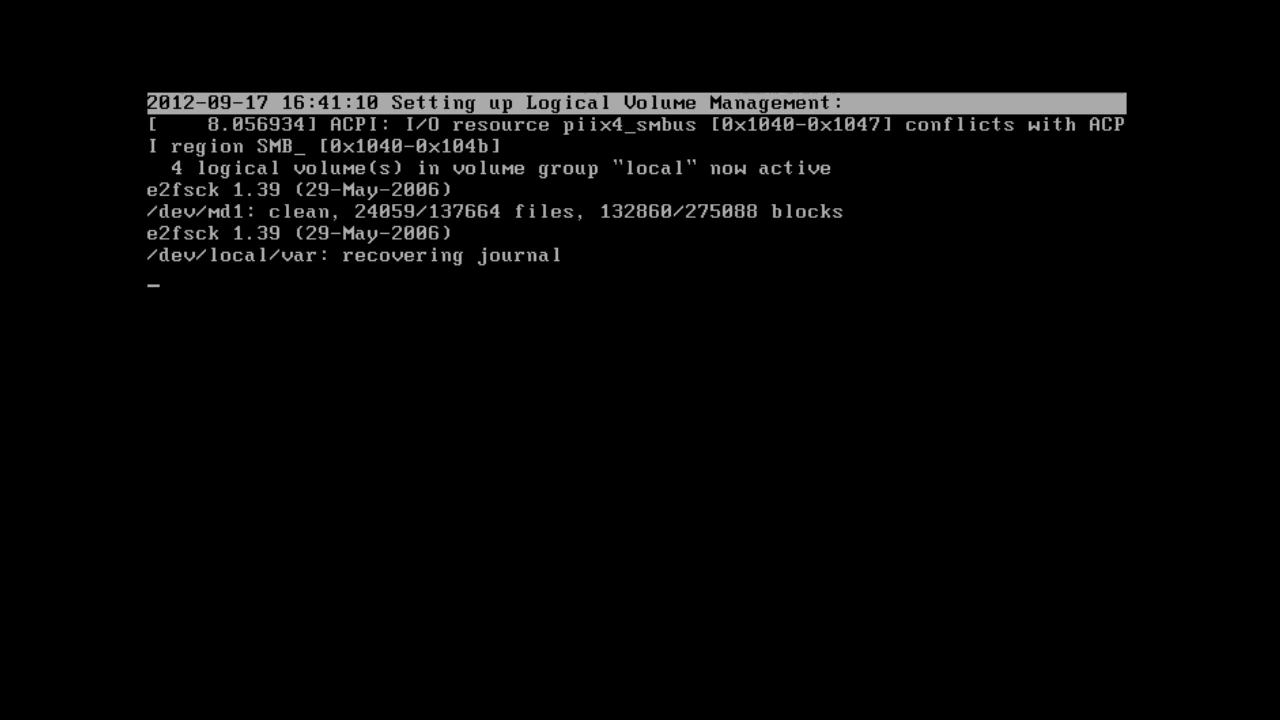 2012-09-17 16:41:10 Setting up Logical Volume Management:
[    8.056934] ACPI: I/O resource piix4_smbus [0x1040-0x1047] conflicts with ACP
I region SMB_ [0x1040-0x104b]
  4 logical volume(s) in volume group "local" now active
e2fsck 1.39 (29-May-2006)
/dev/md1: clean, 24059/137664 files, 132860/275088 blocks
e2fsck 1.39 (29-May-2006)
/dev/local/var: recovering journal